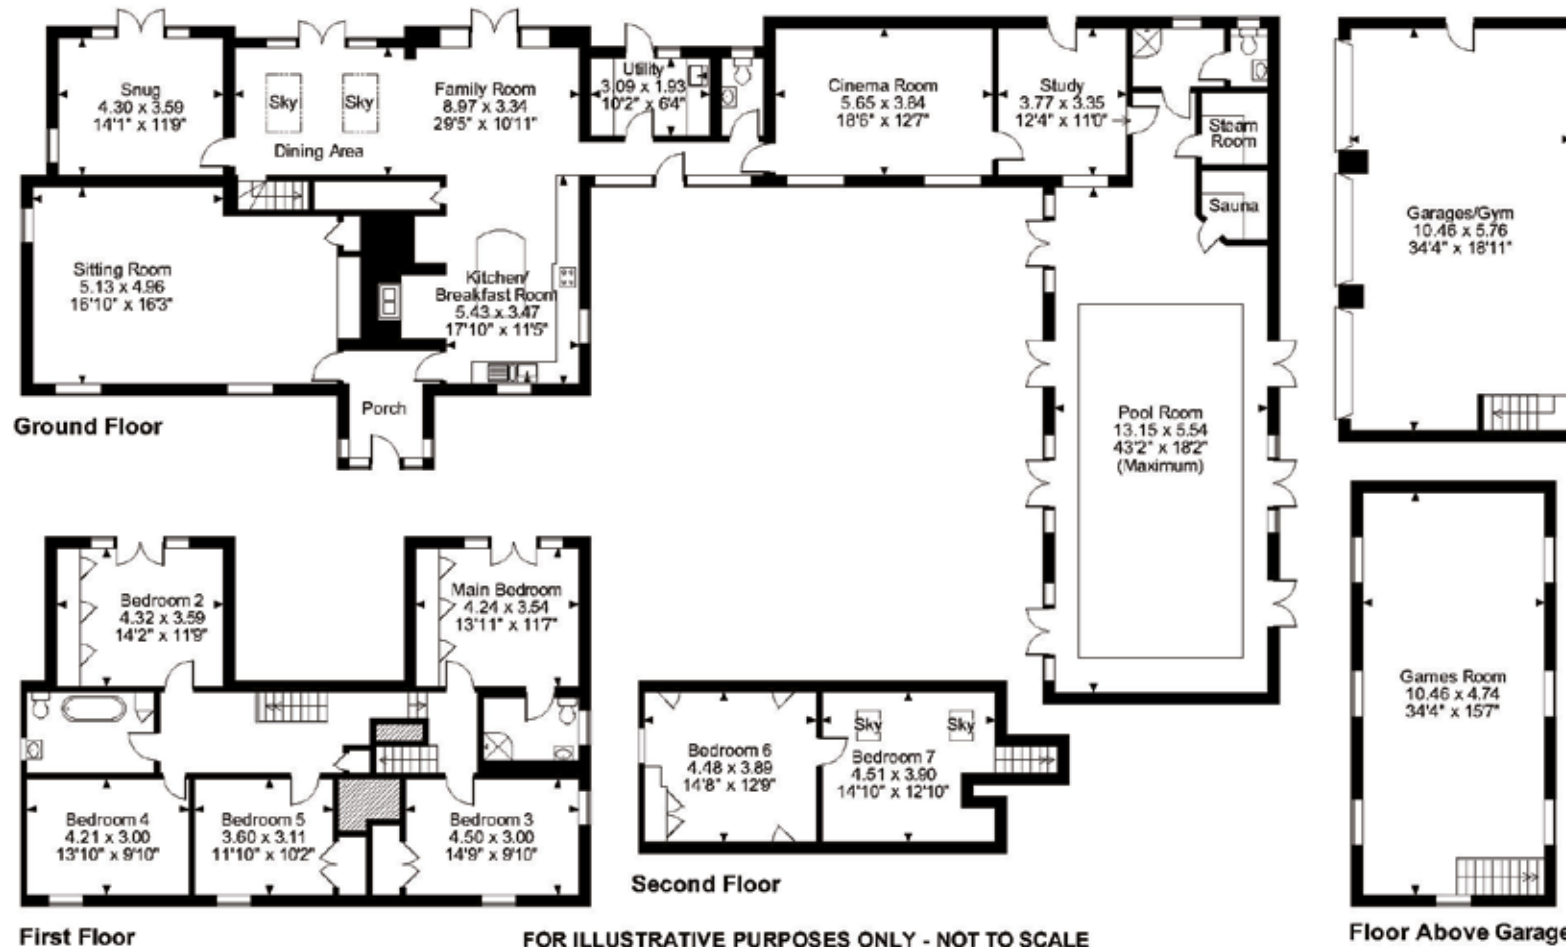 Snug
4.30 x 3.59
14'1" x 11'9"
Sky
Sky
Dining Area
Family Room
8.97 x 3.34
29'5" x 10'11"
Utility
3.09 x 1.93
10'2" x 6'4"
Cinema Room
5.65 x 3.84
18'6" x 12'7"
Study
3.77 x 3.35
12'4" x 11'0"
Steam
Room
Sauna
Garages/Gym
10.46 x 5.76
34'4" x 18'11"
Sitting Room
5.13 x 4.96
16'10" x 16'3"
Kitchen/
Breakfast Room
5.43 x 3.47
17'10" x 11'5"
Porch
Ground Floor
Pool Room
13.15 x 5.54
43'2" x 18'2"
(Maximum)
Bedroom 2
4.32 x 3.59
14'2" x 11'9"
Main Bedroom
4.24 x 3.54
13'11" x 11'7"
Bedroom 4
4.21 x 3.00
13'10" x 9'10"
Bedroom 5
3.60 x 3.11
11'10" x 10'2"
Bedroom 3
4.50 x 3.00
14'9" x 9'10"
First Floor
Bedroom 6
4.48 x 3.89
14'8" x 12'9"
Sky
Sky
Bedroom 7
4.51 x 3.90
14'10" x 12'10"
Second Floor
Games Room
10.46 x 4.74
34'4" x 15'7"
Floor Above Garage
FOR ILLUSTRATIVE PURPOSES ONLY - NOT TO SCALE